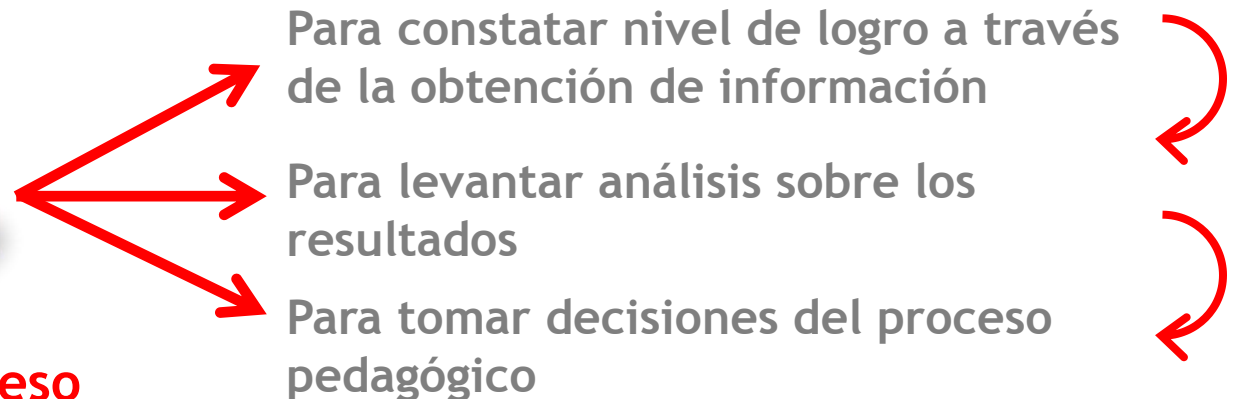 Para constatar nivel de logro a través
de la obtención de información
Para levantar análisis sobre los
resultados
Para tomar decisiones del proceso
pedagógico
eso